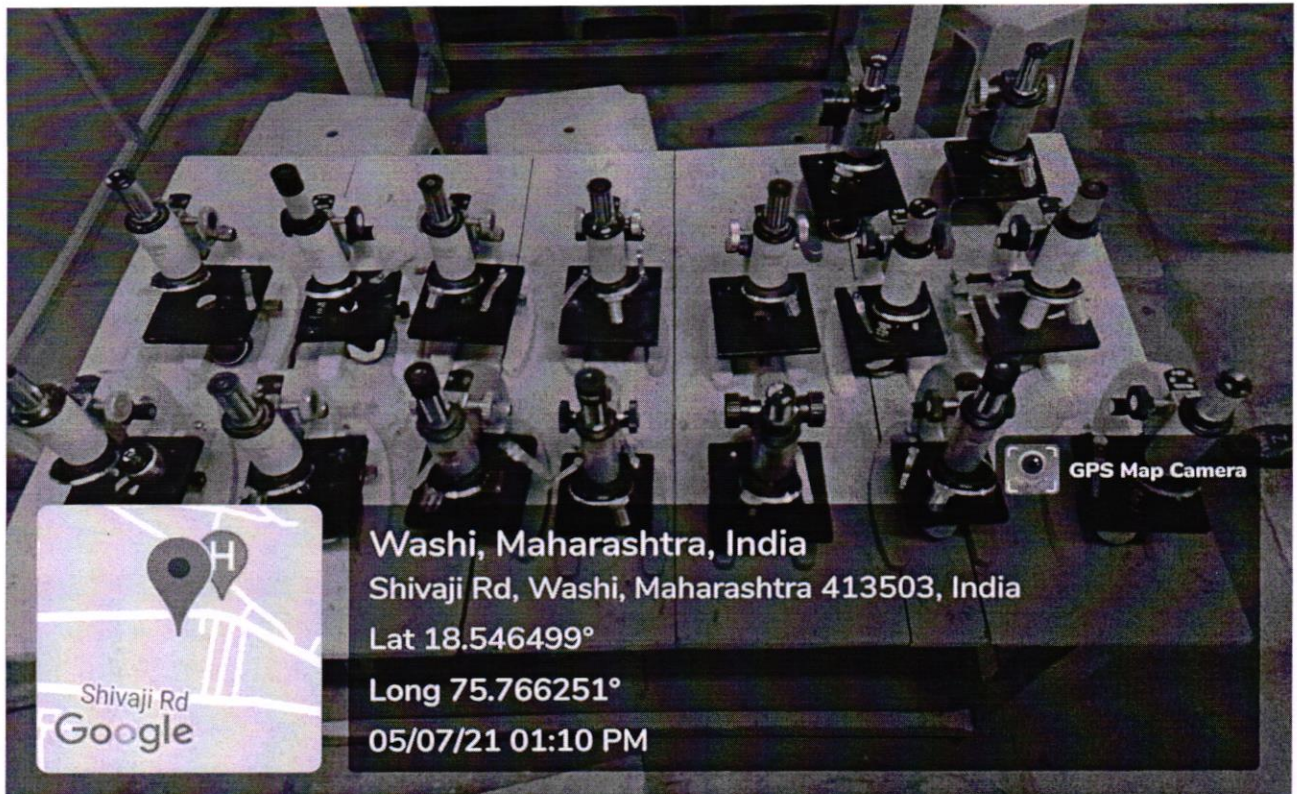 GPS Map Camera
Washi, Maharashtra, India
Shivaji Rd, Washi, Maharashtra 413503, India
Lat 18.546499°
Long 75.766251°
05/07/21 01:10 PM
H
Shivaji Rd
Google